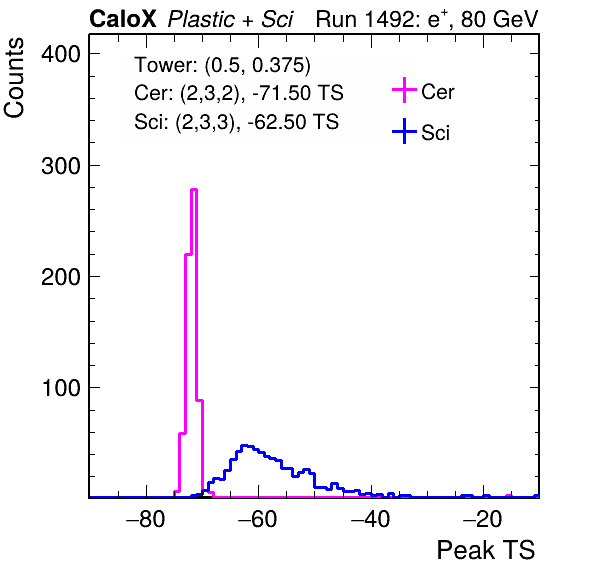 CaloX Plastic + Sci Run 1492: e+, 80 GeV
Counts
400
300
200
100
Tower: (0.5, 0.375)
Cer: (2,3,2), -71.50 TS
Sci: (2,3,3), -62.50 TS
Cer
Sci
−80 −60 −40 −20
Peak TS